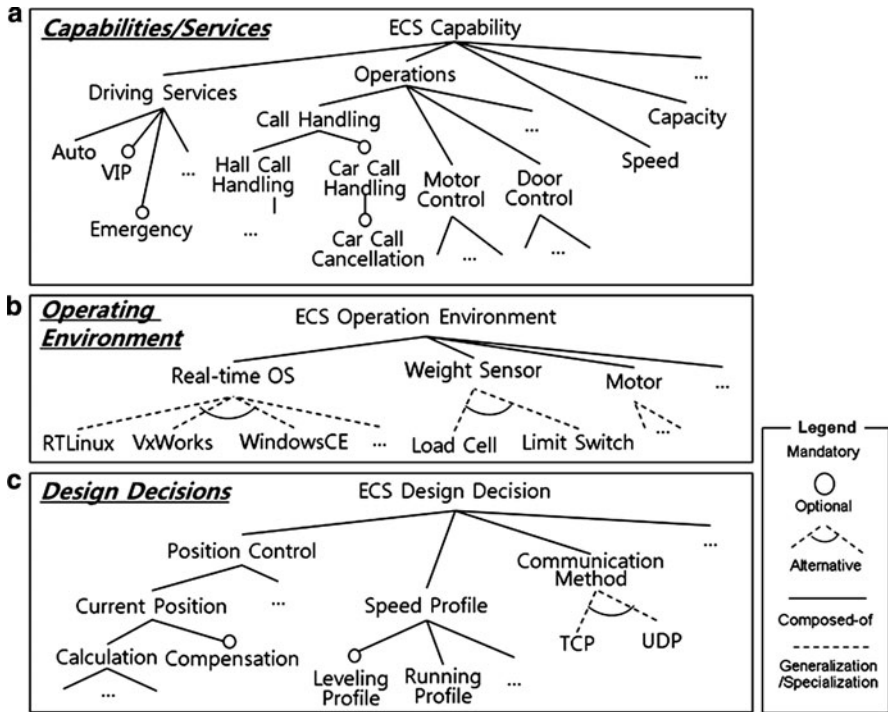 a
Capabilities/Services
ECS Capability
...
Operations
Driving Services
Capacity
Call Handling
...
Auto
VIP
...
Hall Call
Handling
Car Call
Handling
Motor
Control
Door
Control
Speed
Emergency
...
Car Call
Cancellation
...
...
b
Operating
Environment
ECS Operation Environment
Real-time OS
Weight Sensor
Motor
...
RTLinux
VxWorks
WindowsCE
...
Load Cell
Limit Switch
...
c
Design Decisions
ECS Design Decision
...
Position Control
Communication
Method
...
Current Position
Speed Profile
TCP
UDP
Calculation
Compensation
Leveling
Profile
Running
Profile
...
...
Legend
Mandatory
Optional
Alternative
Composed-of
Generalization
/Specialization